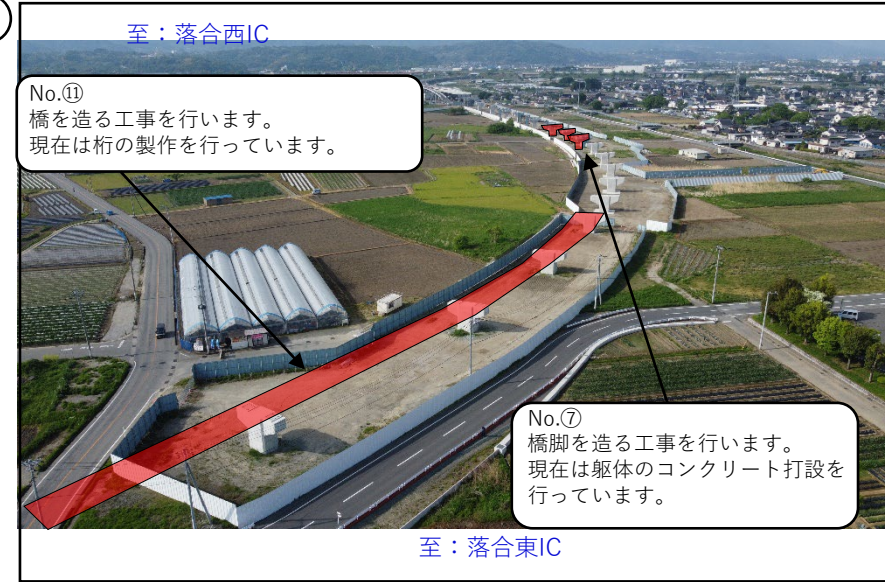 至：落合西IC
No.⑪
橋を造る工事を行います。
現在は桁の製作を行っています。
No.⑦
橋脚を造る工事を行います。
現在は躯体のコンクリート打設を
行っています。
至：落合東IC